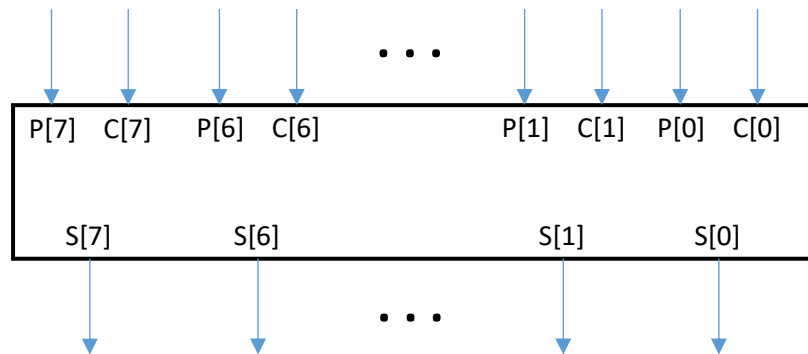 . . .
P[7] C[7] P[6] C[6] P[1] C[1] P[0] C[0]
S[7] S[6] S[1] S[0]
. . .